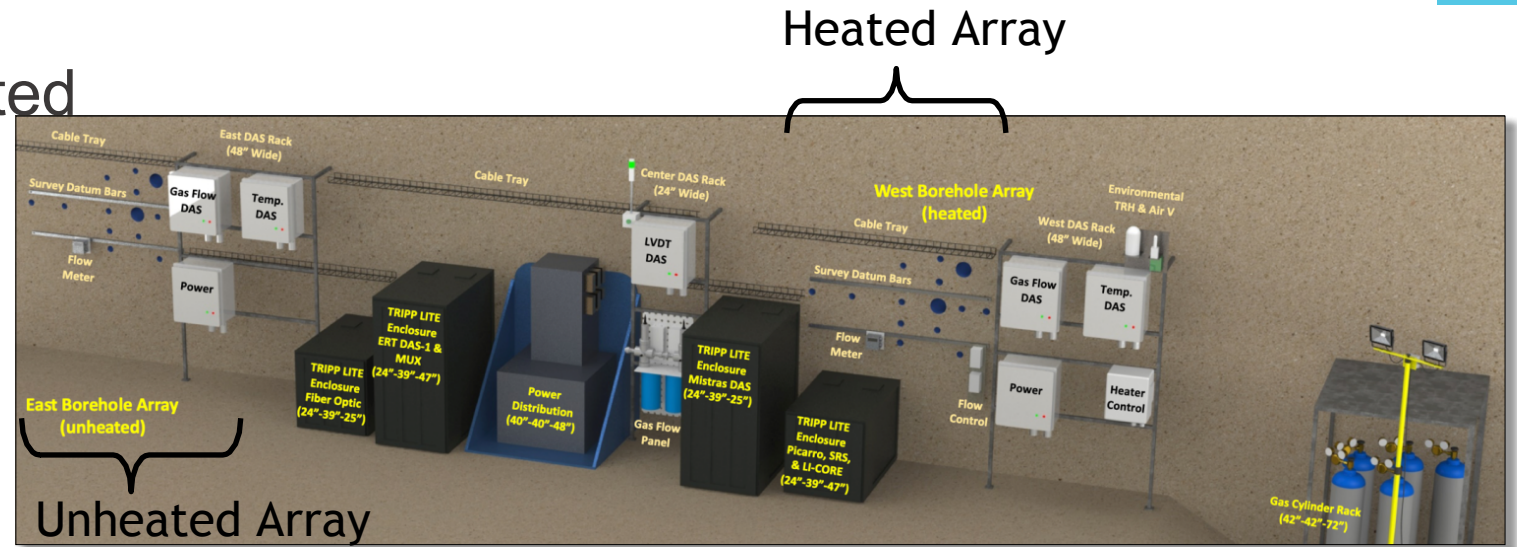 Heated Array
ted
Cable Tray
East DAS Rack
(48" Wide)
Survey Datum Bars
Gas Flow
DAS
Temp.
DAS
Flow
Meter
Power
East Borehole Array
(unheated)
Unheated Array
TRIPP LITE
Enclosure
Fiber Optic
(24"-39"-25")
TRIPP LITE
Enclosure
ERT DAS-1 &
MUX
(24"-39"-47")
Cable Tray
Power
Distribution
(40"-40"-48")
Center DAS Rack
(24" Wide)
LVDT
DAS
Gas Flow
Panel
TRIPP LITE
Enclosure
Mistras DAS
(24"-39"-25")
TRIPP LITE
Enclosure
Picarro, SRS,
& LI-CORE
(24"-39"-47")
West Borehole Array
(heated)
Cable Tray
Survey Datum Bars
Flow
Meter
Flow
Control
Environmental
TRH & Air V
West DAS Rack
(48" Wide)
Gas Flow
DAS
Temp.
DAS
Power
Heater
Control
Gas Cylinder Rack
(42"-42"-72")